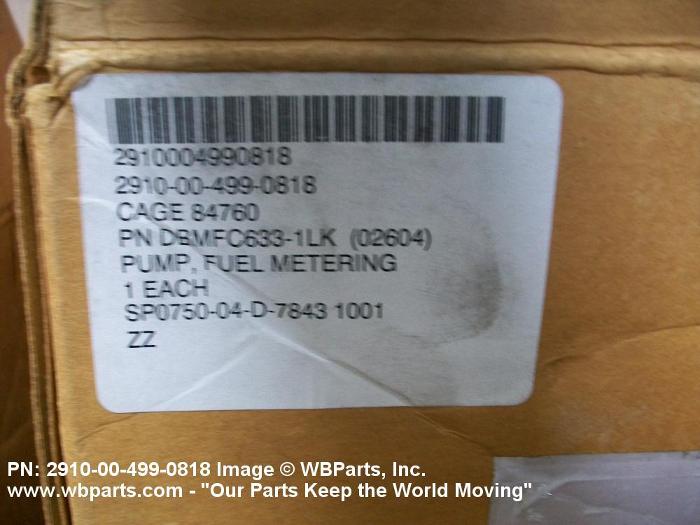 2910004990818
2910-00-499-0818
CAGE 84760
PN DBMFC633-1LK (02604)
PUMP, FUEL METERING
1 EACH
SP0750-04-D-7843 1001
ZZ
PN: 2910-00-499-0818 Image © WBParts, Inc.
www.wbparts.com - "Our Parts Keep the World Moving"